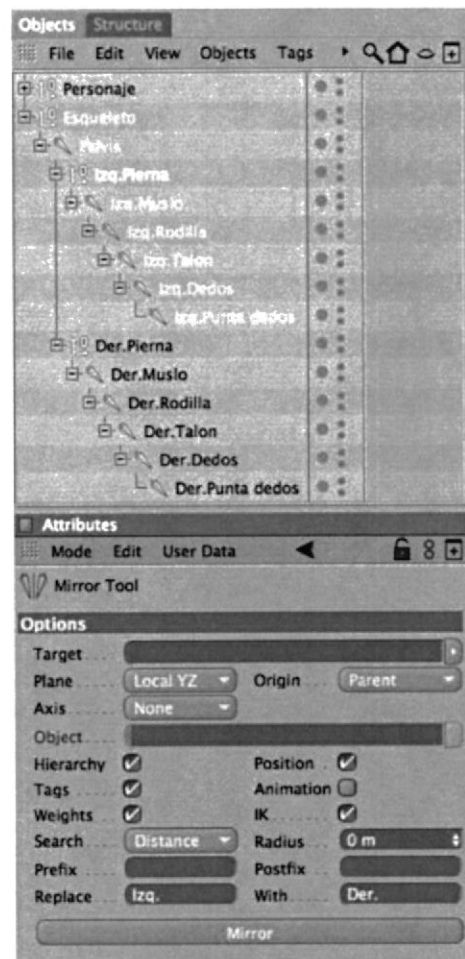 Objects Structure
File Edit View Objects Tags
Personaje
Esqueleto
Pelvis
Izq.Pierna
Izq.Muslo
Izq.Rodilla
Izq.Talon
Izq.Dedos
Izq.Punta dedos
Der.Pierna
Der.Muslo
Der.Rodilla
Der.Talon
Der.Dedos
Der.Punta dedos
Attributes
Mode Edit User Data
Mirror Tool
Options
Target
Plane Local YZ Origin Parent
Axis None
Object
Hierarchy Position
Tags Animation
Weights IK
Search Distance Radius 0 m
Prefix Postfix
Replace Izq. With Der.
Mirror